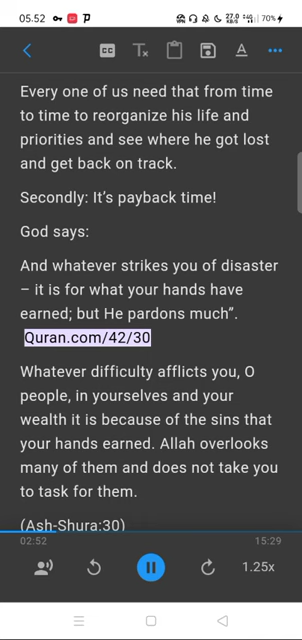 05.52
27.0
KB/S
70%
CC
Every one of us need that from time
to time to reorganize his life and
priorities and see where he got lost
and get back on track.
Secondly: It’s payback time!
God says:
And whatever strikes you of disaster
– it is for what your hands have
earned; but He pardons much”.
Quran.com/42/30
Whatever difficulty afflicts you, O
people, in yourselves and your
wealth it is because of the sins that
your hands earned. Allah overlooks
many of them and does not take you
to task for them.
(Ash-Shura:30)
02:52
15:29
1.25x